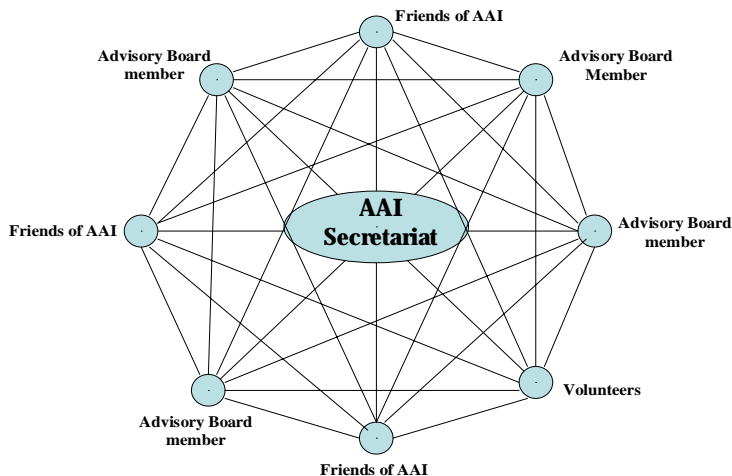 Friends of AAI
Advisory Board
member
Advisory Board
Member
AAI
Secretariat
Friends of AAI
Advisory Board
member
Volunteers
Advisory Board
member
Friends of AAI